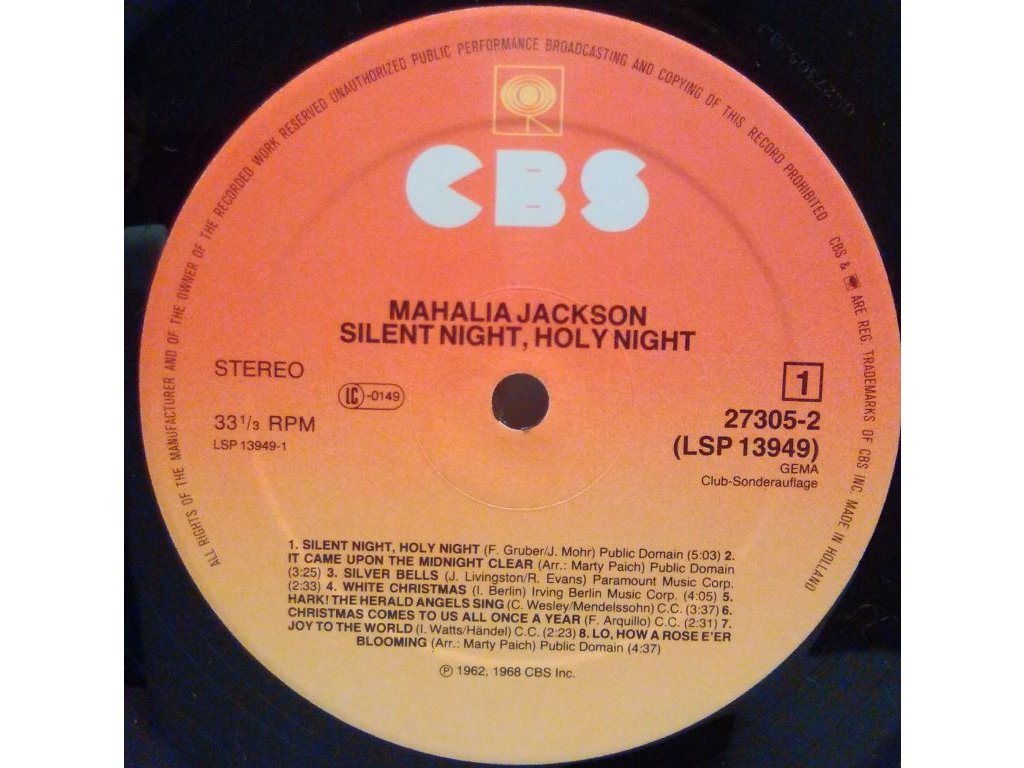 ALL RIGHTS OF THE MANUFACTURER AND OF THE OWNER OF THE RECORDED WORK RESERVED UNAUTHORIZED PUBLIC PERFORMANCE BROADCASTING AND COPYING OF THIS RECORD PROHIBITED CBS & ARE REG. TRADEMARKS OF CBS INC MADE IN HOLLAND
CBS
MAHALIA JACKSON
SILENT NIGHT, HOLY NIGHT
STEREO
LC-0149
33 1/3 RPM
LSP 13949-1
1
27305-2
(LSP 13949)
GEMA
Club-Sonderauflage
1. SILENT NIGHT, HOLY NIGHT (F. Gruber/J. Mohr) Public Domain (5:03) 2.
IT CAME UPON THE MIDNIGHT CLEAR (Arr.: Marty Paich) Public Domain
(3:25) 3. SILVER BELLS (J. Livingston/R. Evans) Paramount Music Corp.
(2:33) 4. WHITE CHRISTMAS (I. Berlin) Irving Berlin Music Corp. (4:05) 5.
HARK! THE HERALD ANGELS SING (C. Wesley/Mendelssohn) C.C. (3:37) 6.
CHRISTMAS COMES TO US ALL ONCE A YEAR (F. Arquillo) C.C. (2:31) 7.
JOY TO THE WORLD (I. Watts/Händel) C.C. (2:23) 8. LO, HOW A ROSE E'ER
BLOOMING (Arr.: Marty Paich) Public Domain (4:37)
℗ 1962, 1968 CBS Inc.